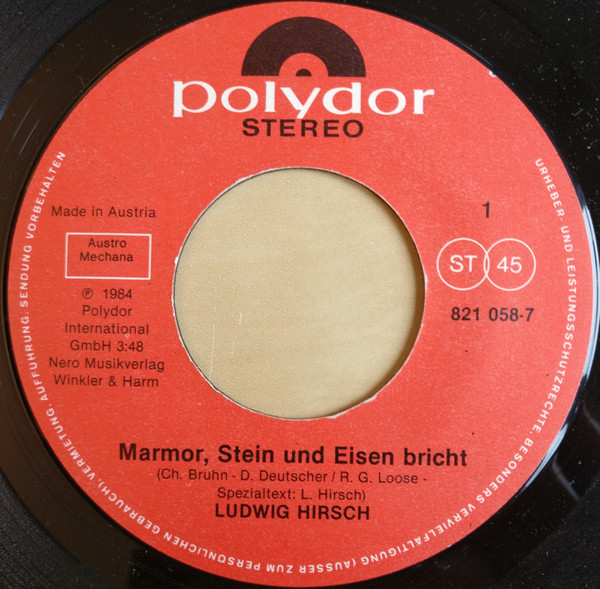 polydor
STEREO
Made in Austria
Austro
Mechana
℗ 1984
Polydor
International
GmbH 3:48
Nero Musikverlag
Winkler & Harm
1
ST 45
821 058-7
Marmor, Stein und Eisen bricht
(Ch. Bruhn - D. Deutscher / R. G. Loose -
Spezialtext: L. Hirsch)
LUDWIG HIRSCH
URHEBER- UND LEISTUNGSSCHUTZRECHTE, BESONDERS VERVIELFÄLTIGUNG (AUSSER ZUM PERSÖNLICHEN GEBRAUCH), VERMIETUNG, AUFFÜHRUNG, SENDUNG VORBEHALTEN